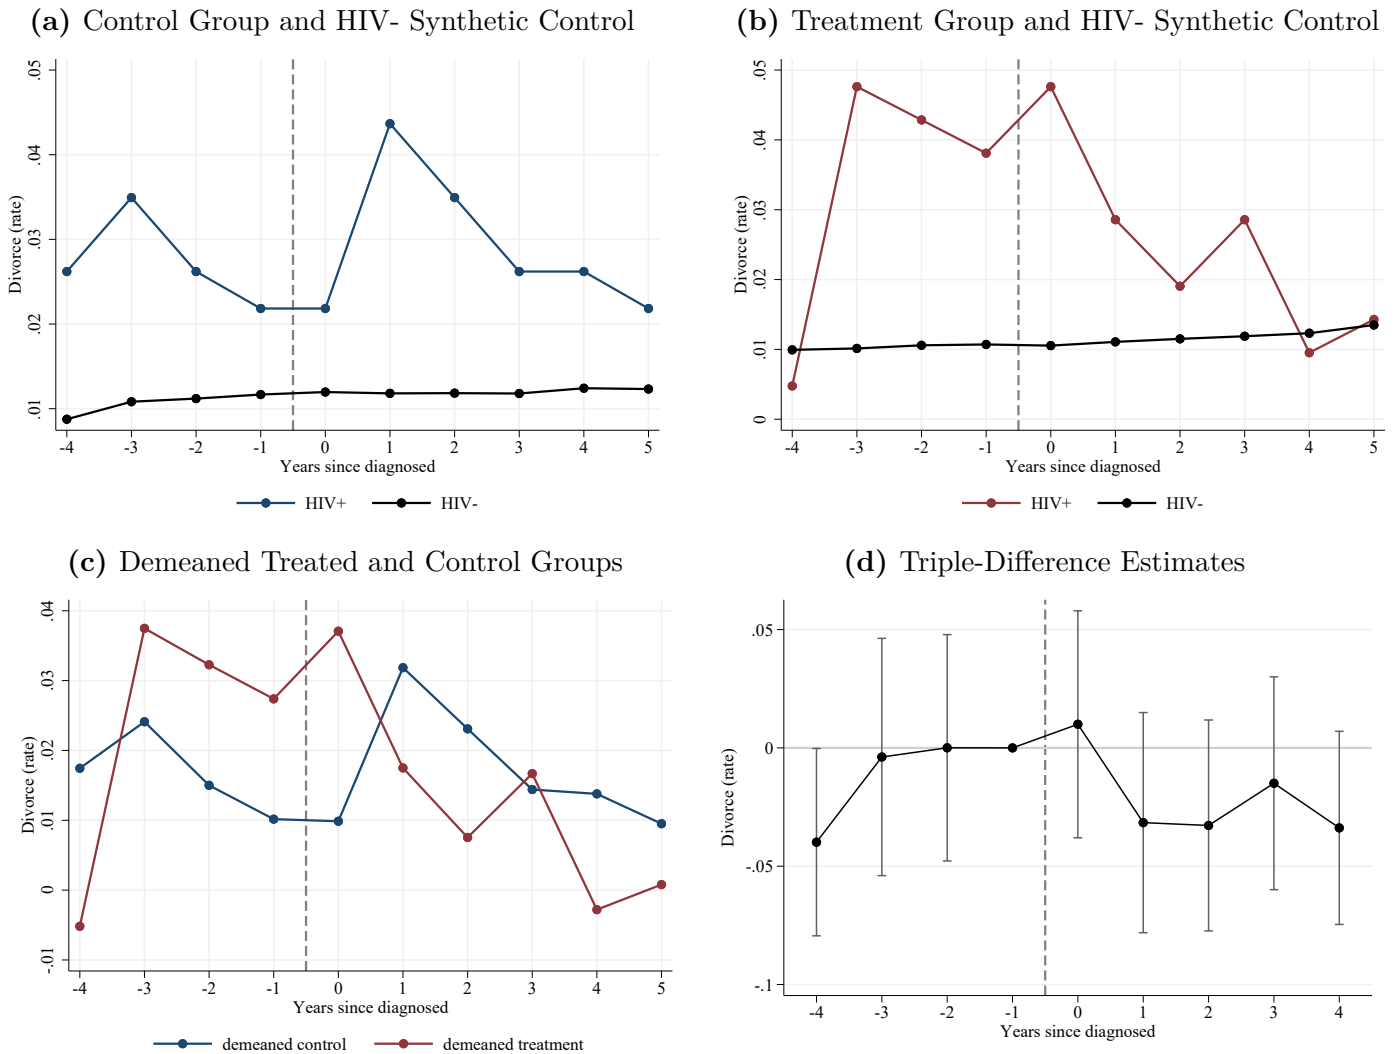 (a) Control Group and HIV- Synthetic Control
Divorce (rate)
.05
.04
.03
.02
.01
-4 -3 -2 -1 0 1 2 3 4 5
Years since diagnosed
HIV+ HIV-
(b) Treatment Group and HIV- Synthetic Control
Divorce (rate)
.05
.04
.03
.02
.01
0
-4 -3 -2 -1 0 1 2 3 4 5
Years since diagnosed
HIV+ HIV-
(c) Demeaned Treated and Control Groups
Divorce (rate)
.04
.03
.02
.01
0
-.01
-4 -3 -2 -1 0 1 2 3 4 5
Years since diagnosed
demeaned control demeaned treatment
(d) Triple-Difference Estimates
Divorce (rate)
.05
0
-.05
-.1
-4 -3 -2 -1 0 1 2 3 4
Years since diagnosed